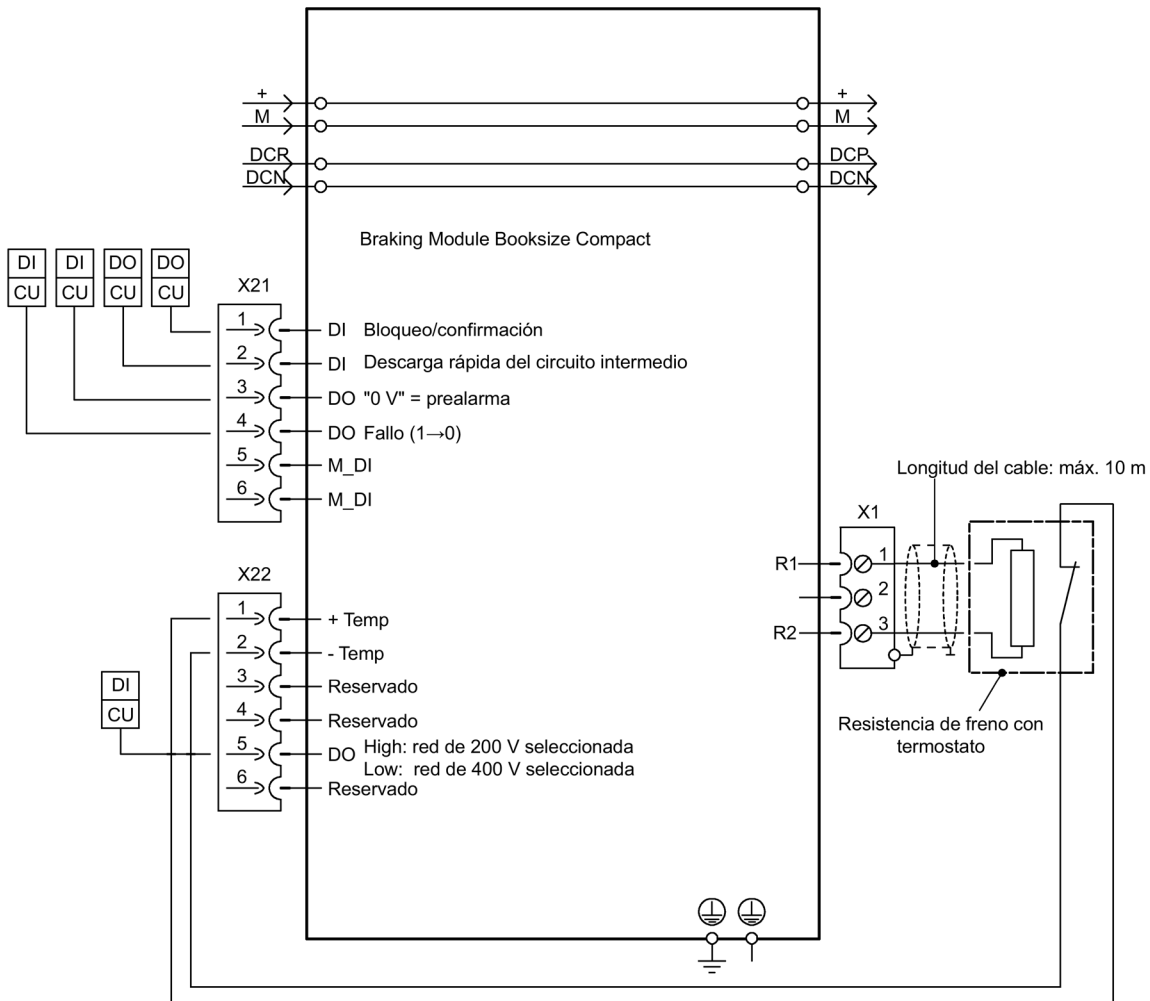 + +
M M
DCP DCP
DCN DCN
Braking Module Booksize Compact
DI DI DO DO
CU CU CU CU
X21
1 DI Bloqueo/confirmación
2 DI Descarga rápida del circuito intermedio
3 DO "0 V" = prealarma
4 DO Fallo (1→0)
5 M_DI
6 M_DI
Longitud del cable: máx. 10 m
X1
R1 1
2
R2 3
Resistencia de freno con
termostato
X22
1 + Temp
2 - Temp
3 Reservado
4 Reservado
DI
CU
5 DO High: red de 200 V seleccionada
Low: red de 400 V seleccionada
6 Reservado